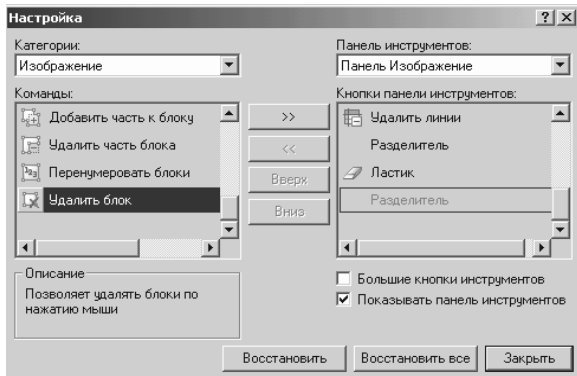 Настройка
Категории:
Панель инструментов:
Изображение
Панель Изображение
Команды:
Кнопки панели инструментов:
Добавить часть к блоку
Удалить часть блока
Перенумеровать блоки
Удалить блок
>>
<<
Вверх
Вниз
Удалить линии
Разделитель
Ластик
Разделитель
Описание
Позволяет удалять блоки по
нажатию мыши
Большие кнопки инструментов
Показывать панель инструментов
Восстановить
Восстановить все
Закрыть